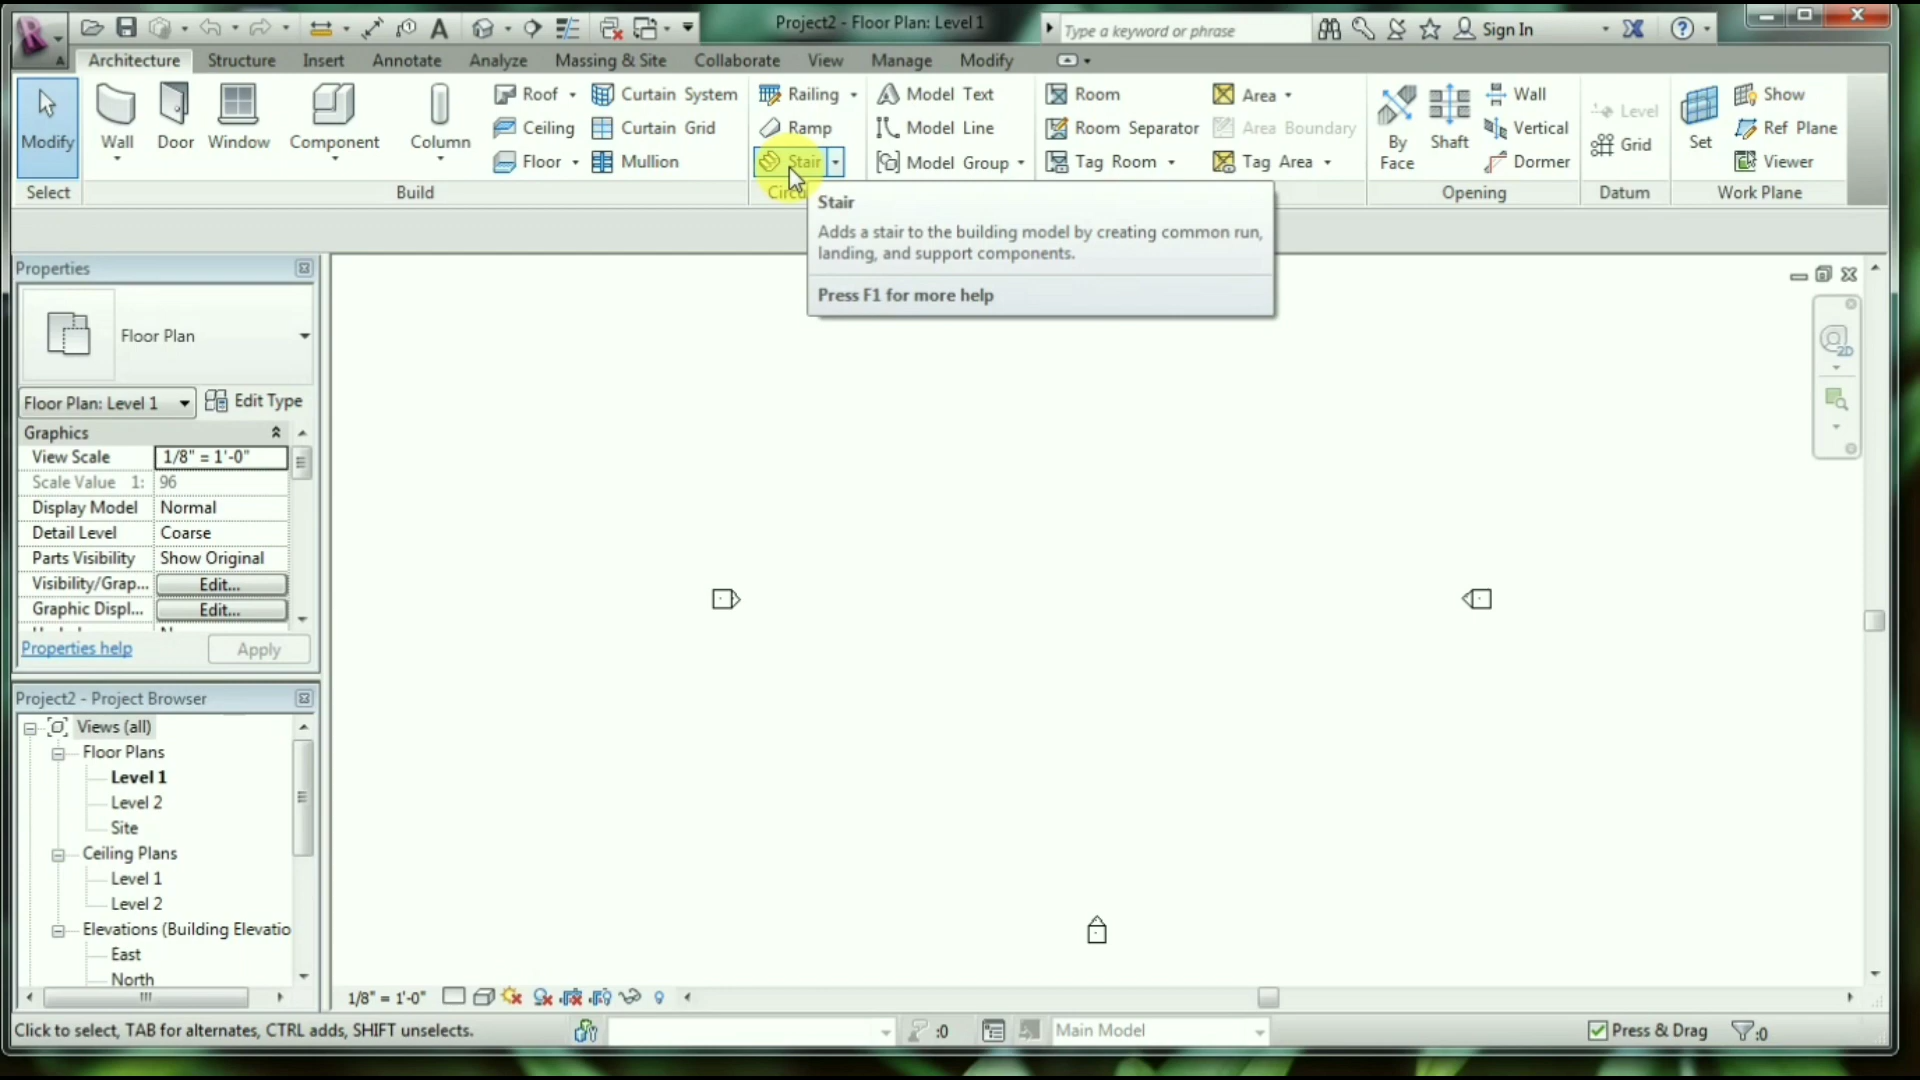 Project2 - Floor Plan: Level 1
Type a keyword or phrase
Sign In
Architecture Structure Insert Annotate Analyze Massing & Site Collaborate View Manage Modify
Modify
Wall
Door
Window
Component
Column
Roof
Ceiling
Floor
Curtain System
Curtain Grid
Mullion
Railing
Ramp
Stair
Model Text
Model Line
Model Group
Room
Room Separator
Tag Room
Area
Area Boundary
Tag Area
By Face
Shaft
Wall
Vertical
Dormer
Level
Grid
Set
Show
Ref Plane
Viewer
Select Build Opening Datum Work Plane
Stair
Adds a stair to the building model by creating common run,
landing, and support components.
Press F1 for more help
2D
Properties
Floor Plan
Floor Plan: Level 1 Edit Type
Graphics
View Scale 1/8" = 1'-0"
Scale Value 1: 96
Display Model Normal
Detail Level Coarse
Parts Visibility Show Original
Visibility/Grap... Edit...
Graphic Displ... Edit...
Properties help Apply
Project2 - Project Browser
Views (all)
Floor Plans
Level 1
Level 2
Site
Ceiling Plans
Level 1
Level 2
Elevations (Building Elevatio
East
North
1/8" = 1'-0"
Click to select, TAB for alternates, CTRL adds, SHIFT unselects.
:0
Main Model
Press & Drag
:0